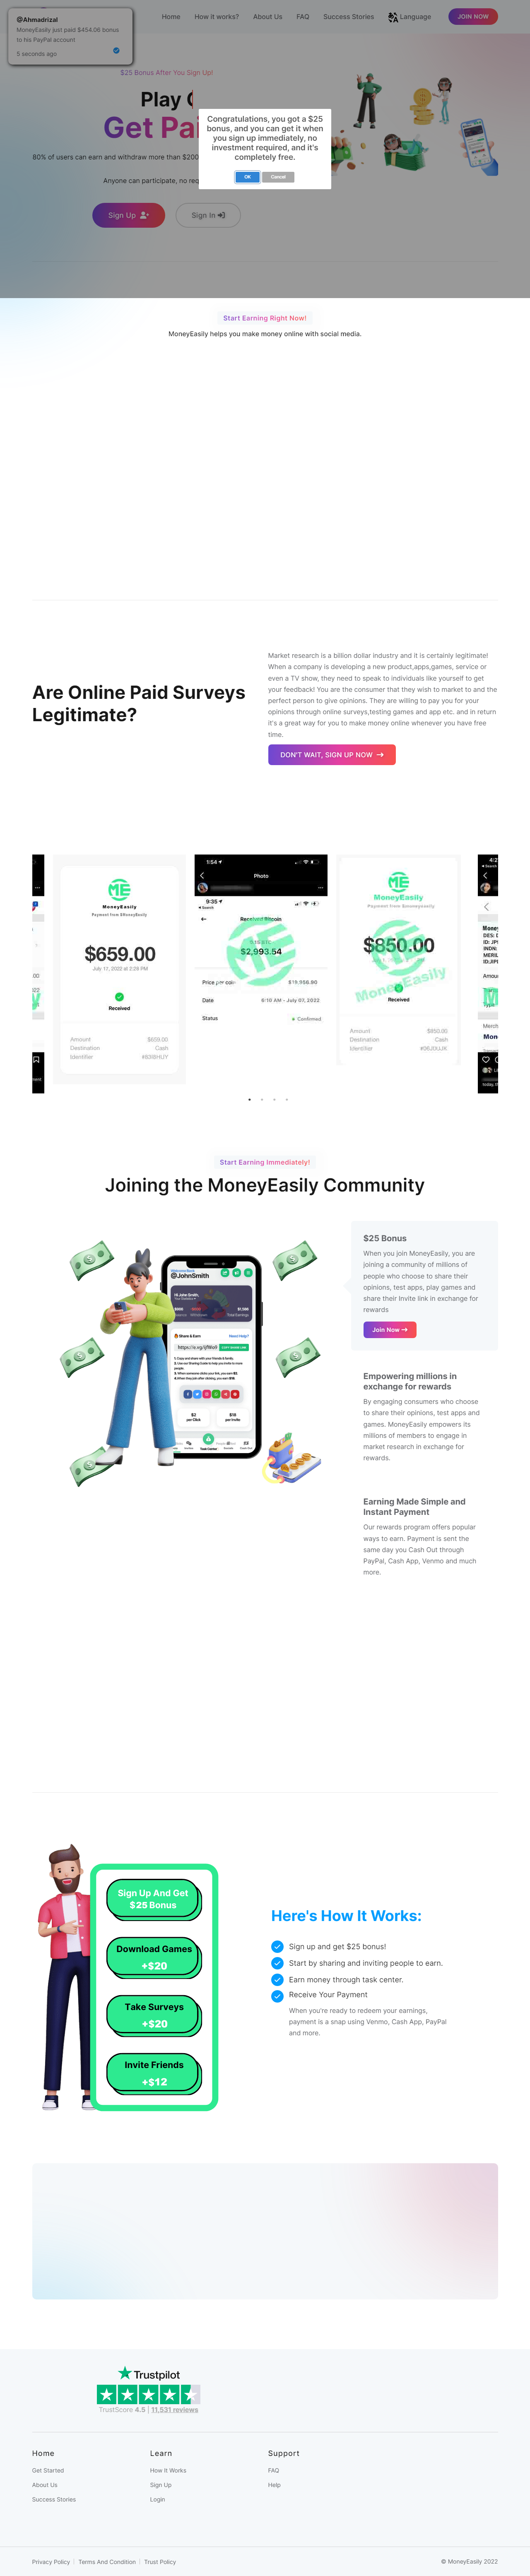 @Ahmadrizal
MoneyEasily just paid $454.06 bonus
to his PayPal account
5 seconds ago
Home
How it works?
About Us
FAQ
Success Stories
Language
JOIN NOW
$25 Bonus After You Sign Up!
Play
Get Pai
80% of users can earn and withdraw more than $200
Anyone can participate, no req
Sign Up
Sign In
Congratulations, you got a $25
bonus, and you can get it when
you sign up immediately, no
investment required, and it's
completely free.
OK
Cancel
Start Earning Right Now!
MoneyEasily helps you make money online with social media.
Are Online Paid Surveys
Legitimate?
Market research is a billion dollar industry and it is certainly legitimate!
When a company is developing a new product,apps,games, service or
even a TV show, they need to speak to individuals like yourself to get
your feedback! You are the consumer that they wish to market to and the
perfect person to give opinions. They are willing to pay you for your
opinions through online surveys,testing games and app etc. and in return
it's a great way for you to make money online whenever you have free
time.
DON'T WAIT, SIGN UP NOW
ME
MoneyEasily
Payment from $MoneyEasily
$659.00
July 17, 2022 at 2:26 PM
Received
Amount $659.00
Destination Cash
Identifier
1:54
Photo
9:35
Search
Received Bitcoin
$2,993.54
Price per coin
Date 6:10 AM - July 07, 2022
Status Confirmed
MoneyEasily
$850.00
MoneyEasily
Received
Amount $850.00
Destination Cash
Identifier
Start Earning Immediately!
Joining the MoneyEasily Community
@JohnSmith
Share & Earn
Need Help?
$2
per Click
$10
per Invite
$25 Bonus
When you join MoneyEasily, you are
joining a community of millions of
people who choose to share their
opinions, test apps, play games and
share their Invite link in exchange for
rewards
Join Now
Empowering millions in
exchange for rewards
By engaging consumers who choose
to share their opinions, test apps and
games. MoneyEasily empowers its
millions of members to engage in
market research in exchange for
rewards.
Earning Made Simple and
Instant Payment
Our rewards program offers popular
ways to earn. Payment is sent the
same day you Cash Out through
PayPal, Cash App, Venmo and much
more.
Sign Up And Get
$25 Bonus
Download Games
+$20
Take Surveys
+$20
Invite Friends
+$12
Here's How It Works:
Sign up and get $25 bonus!
Start by sharing and inviting people to earn.
Earn money through task center.
Receive Your Payment
When you're ready to redeem your earnings,
payment is a snap using Venmo, Cash App, PayPal
and more.
Trustpilot
TrustScore 4.5 | 11,531 reviews
Home
Get Started
About Us
Success Stories
Learn
How It Works
Sign Up
Login
Support
FAQ
Help
Privacy Policy | Terms And Condition | Trust Policy
© MoneyEasily 2022